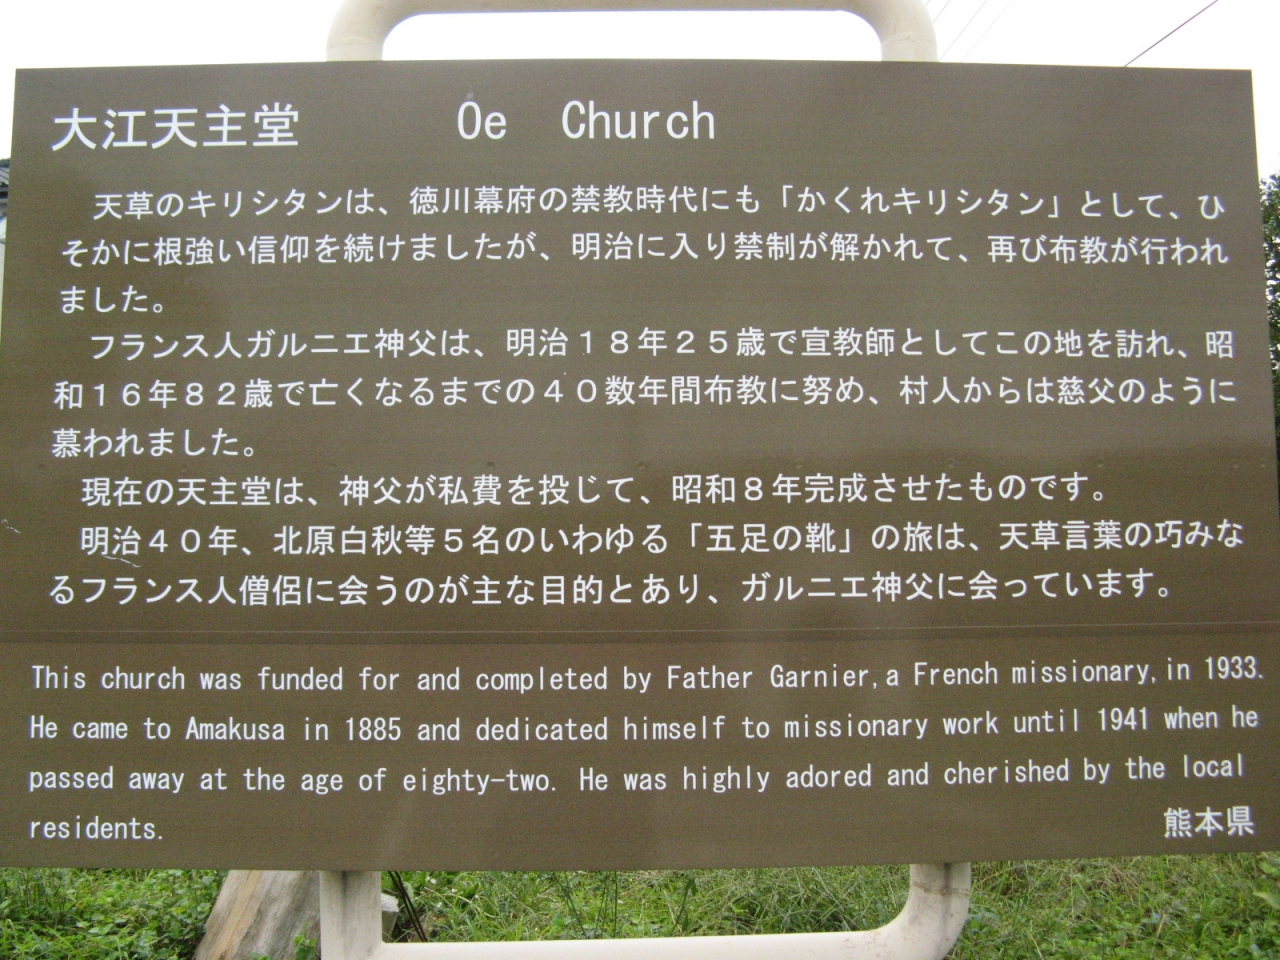 大江天主堂 Oe Church
天草のキリシタンは、徳川幕府の禁教時代にも「かくれキリシタン」として、ひ
そかに根強い信仰を続けましたが、明治に入り禁制が解かれて、再び布教が行われ
ました。
フランス人ガルニエ神父は、明治１８年２５歳で宣教師としてこの地を訪れ、昭
和１６年８２歳で亡くなるまでの４０数年間布教に努め、村人からは慈父のように
慕われました。
現在の天主堂は、神父が私費を投じて、昭和８年完成させたものです。
明治４０年、北原白秋等５名のいわゆる「五足の靴」の旅は、天草言葉の巧みな
るフランス人僧侶に会うのが主な目的とあり、ガルニエ神父に会っています。
This church was funded for and completed by Father Garnier,a French missionary,in 1933.
He came to Amakusa in 1885 and dedicated himself to missionary work until 1941 when he
passed away at the age of eighty-two. He was highly adored and cherished by the local
residents.
熊本県